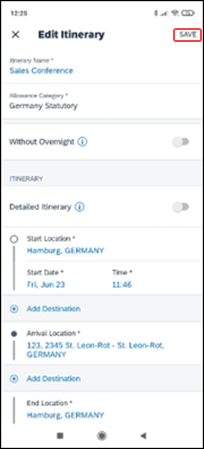 12:25
Edit Itinerary
SAVE
Itinerary Name *
Sales Conference
Allowance Category *
Germany Statutory
Without Overnight
ITINERARY
Detailed Itinerary
Start Location *
Hamburg, GERMANY
Start Date * Time *
Fri, Jun 23 11:46
Add Destination
Arrival Location *
123, 2345 St. Leon-Rot - St. Leon-Rot,
GERMANY
Add Destination
End Location *
Hamburg, GERMANY